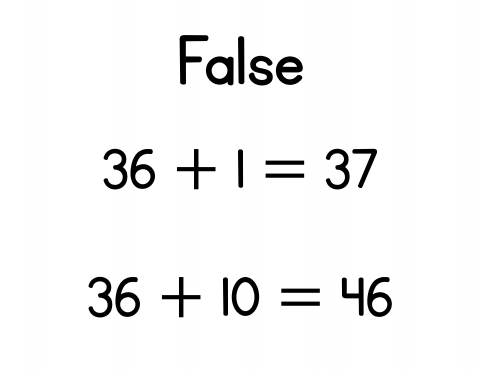 False
36 + 1 = 37
36 + 10 = 46